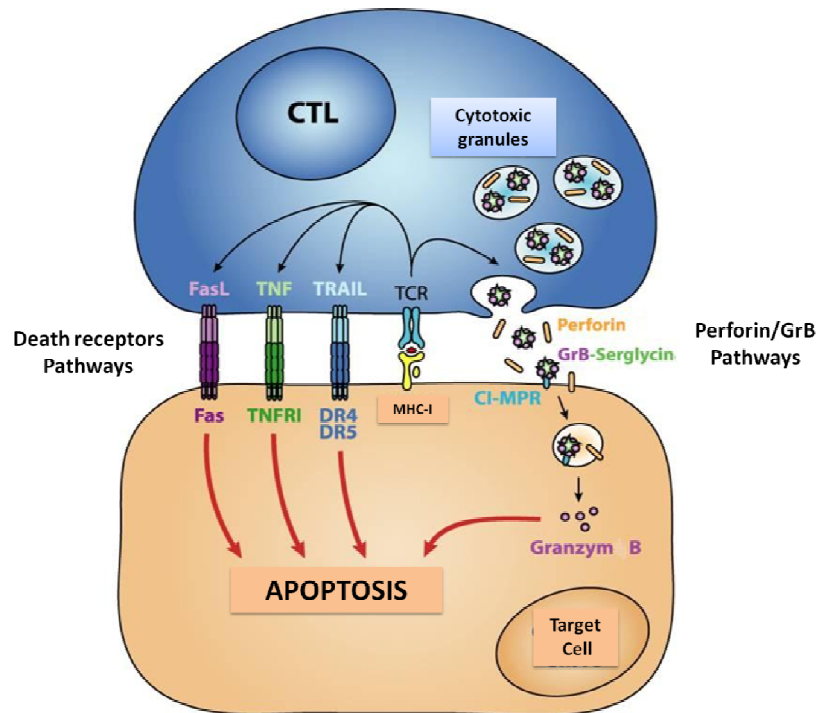 CTL
Cytotoxic
granules
FasL TNF TRAIL TCR
Death receptors
Pathways
Perforin
GrB-Serglycin
Perforin/GrB
Pathways
Fas TNFRI DR4
DR5
MHC-I
CI-MPR
Granzym B
APOPTOSIS
Target
Cell